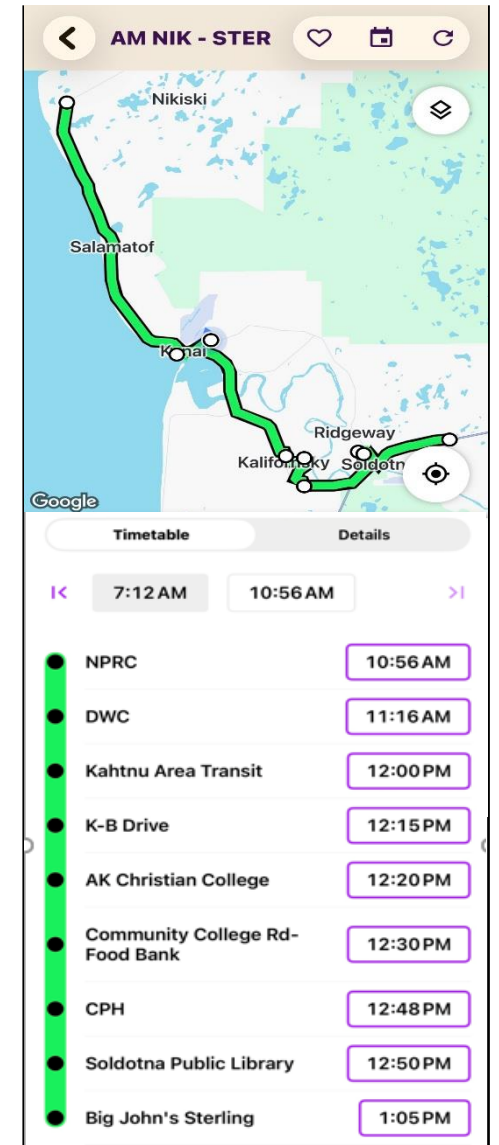 AM NIK - STER
Nikiski
Salamatof
Kenai
Ridgeway
Kalifornsky
Soldotn
Google
Timetable
Details
7:12 AM
10:56 AM
NPRC
10:56 AM
DWC
11:16 AM
Kahtnu Area Transit
12:00 PM
K-B Drive
12:15 PM
AK Christian College
12:20 PM
Community College Rd-
Food Bank
12:30 PM
CPH
12:48 PM
Soldotna Public Library
12:50 PM
Big John's Sterling
1:05 PM